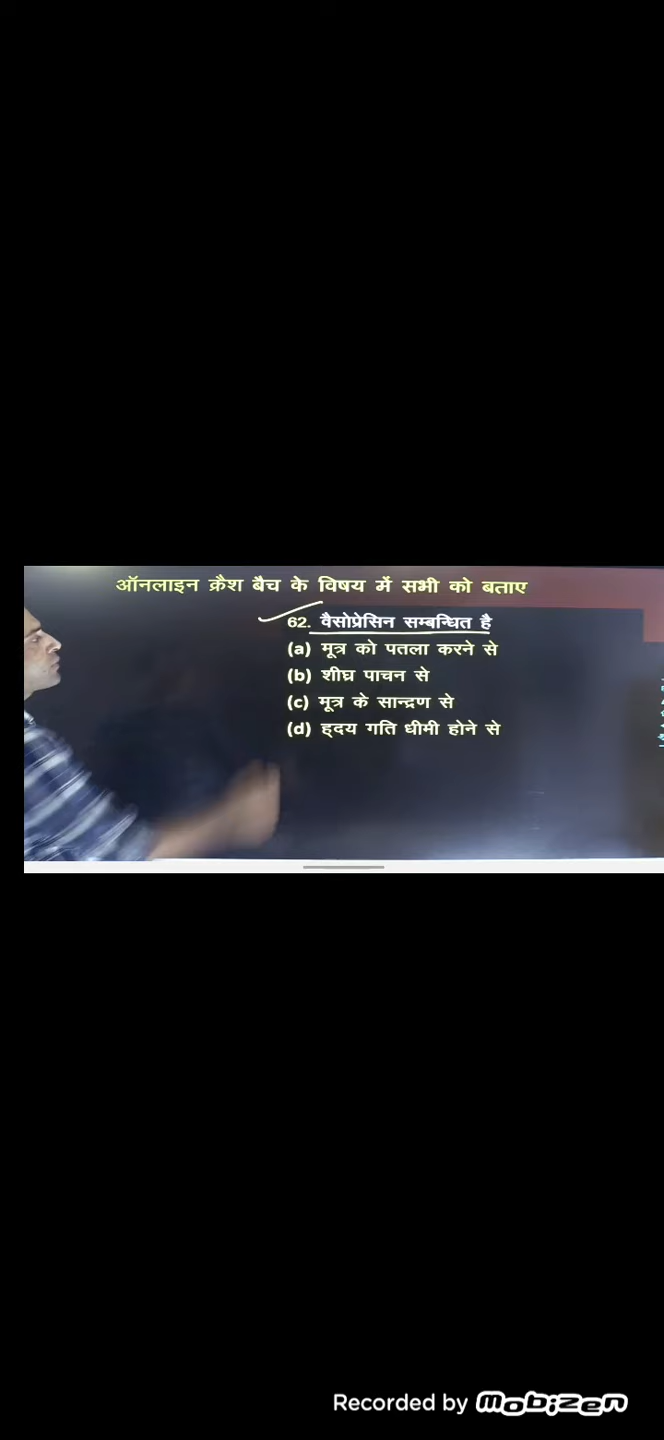 ऑनलाइन क्रैश बैच के विषय में सभी को बताए
62. वैसोप्रेसिन सम्बन्धित है
(a) मूत्र को पतला करने से
(b) शीघ्र पाचन से
(c) मूत्र के सान्द्रण से
(d) ह्दय गति धीमी होने से
Recorded by Mobizen